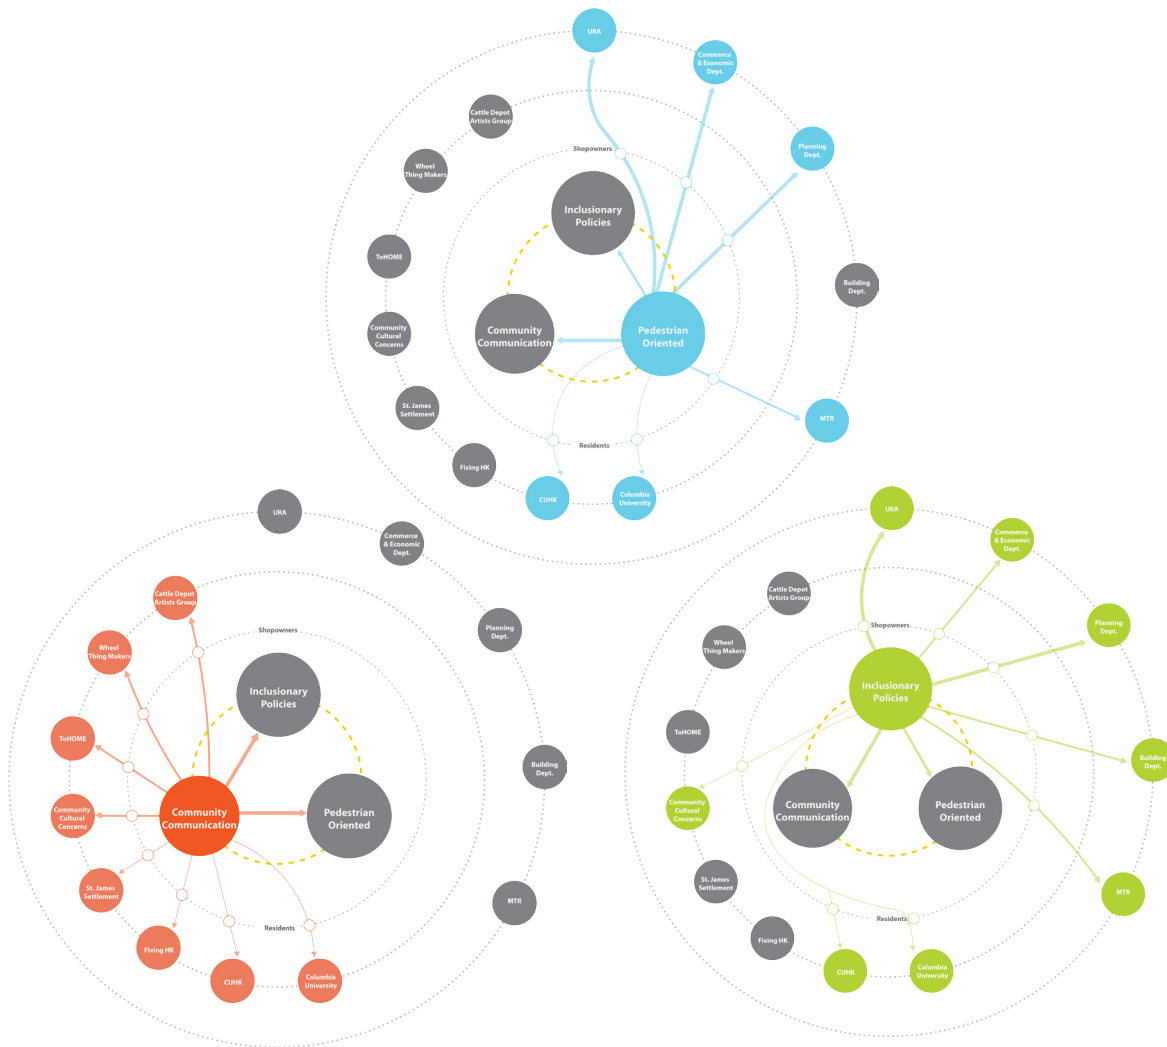 URA
Commerce
& Economic
Dept.
Cattle Depot
Artists Group
Planning
Dept.
Shopowners
Wheel
Thing Makers
Inclusionary
Policies
ToHOME
Building
Dept.
Community
Cultural
Concerns
Community
Communication
Pedestrian
Oriented
St. James
Settlement
MTR
Residents
Fixing HK
CUHK
Columbia
University
URA
Commerce
& Economic
Dept.
Cattle Depot
Artists Group
Planning
Dept.
Shopowners
Wheel
Thing Makers
Inclusionary
Policies
ToHOME
Building
Dept.
Community
Cultural
Concerns
Community
Communication
Pedestrian
Oriented
St. James
Settlement
MTR
Residents
Fixing HK
CUHK
Columbia
University
URA
Commerce
& Economic
Dept.
Cattle Depot
Artists Group
Planning
Dept.
Shopowners
Wheel
Thing Makers
Inclusionary
Policies
ToHOME
Building
Dept.
Community
Cultural
Concerns
Community
Communication
Pedestrian
Oriented
St. James
Settlement
MTR
Residents
Fixing HK
CUHK
Columbia
University